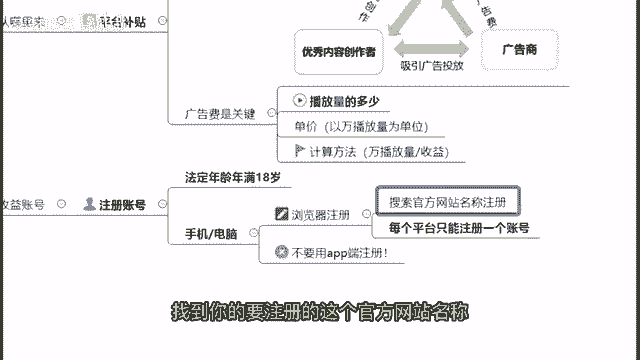 平台补贴
作
广告费
优秀内容创作者
广告商
吸引广告投放
广告费是关键
播放量的多少
单价（以万播放量为单位）
计算方法（万播放量/收益）
法定年龄年满18岁
收益账号
注册账号
手机/电脑
浏览器注册
搜索官方网站名称注册
每个平台只能注册一个账号
不要用app端注册！
找到你的要注册的这个官方网站名称